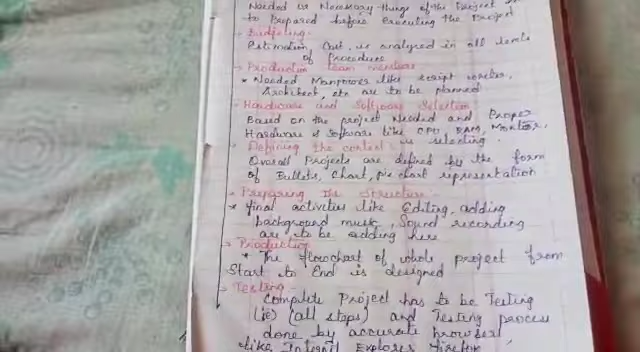 Needed is Necessary things of the Project
to Prepared before executing the Project
- Budgeting:-
Estimation Cost is analyzed in all levels
of Procedure
- Production team members
* Needed Manpower like script writer,
Architect, etc are to be planned
- Hardware and Software Selection
Based on the project Needed and Proper
Hardware & Software like CPU, RAM, Monitor,
is selecting.
- Defining the content:
Overall Projects are defined by the form
of Bullets, Chart, pie chart representation
- Preparing the Structure:-
* final activities like Editing, adding
background music, Sound recording
are to be adding here
- Production
* The flowchart of whole project from
Start to End is designed
- Testing:-
Complete Project has to be Testing
(ie) (all steps) and Testing process
done by accurate browser
like Internet Explorer, firefox